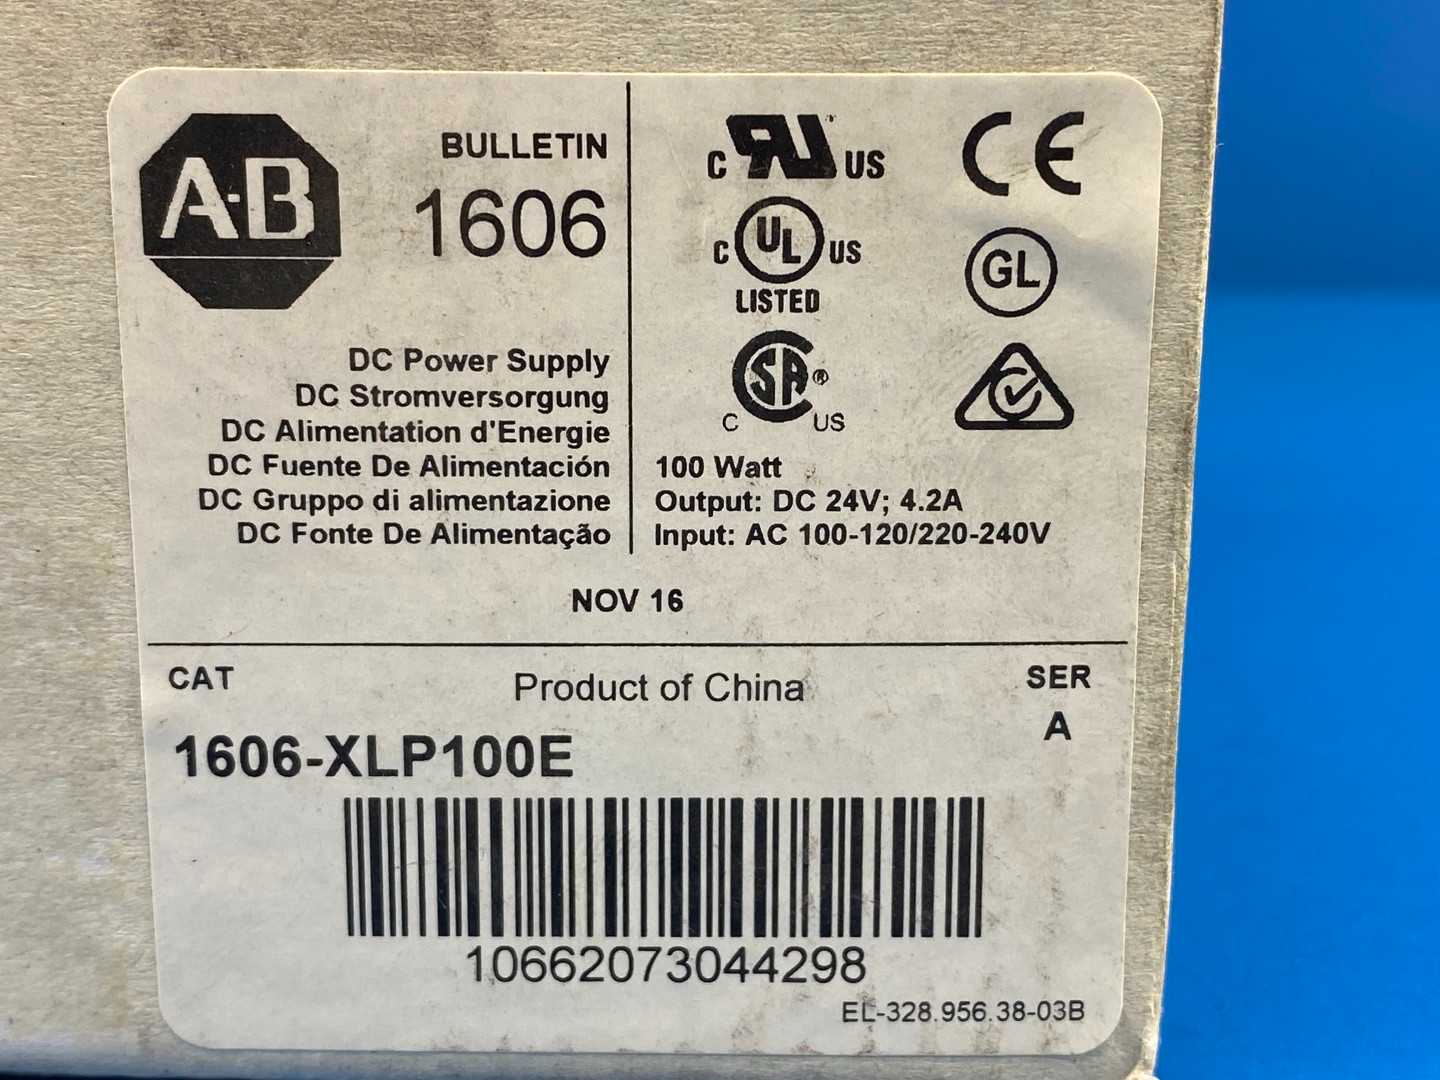 A-B
BULLETIN
1606
DC Power Supply
DC Stromversorgung
DC Alimentation d'Energie
DC Fuente De Alimentación
DC Gruppo di alimentazione
DC Fonte De Alimentação
C RU US
CE
C UL US
LISTED
GL
C SA® US
100 Watt
Output: DC 24V; 4.2A
Input: AC 100-120/220-240V
NOV 16
CAT
Product of China
SER
A
1606-XLP100E
10662073044298
EL-328.956.38-03B